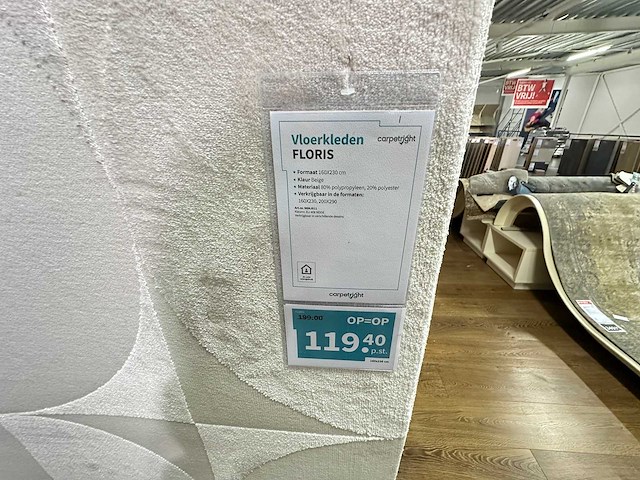 Vloerkleden
carpetright
FLORIS
• Formaat 160X230 cm
• Kleur Beige
• Materiaal 80% polypropyleen, 20% polyester
• Verkrijgbaar in de formaten:
160X230, 200X290
carpetright
199.00
OP=OP
119.40
p.st.
BTW
VRIJ!
BTW